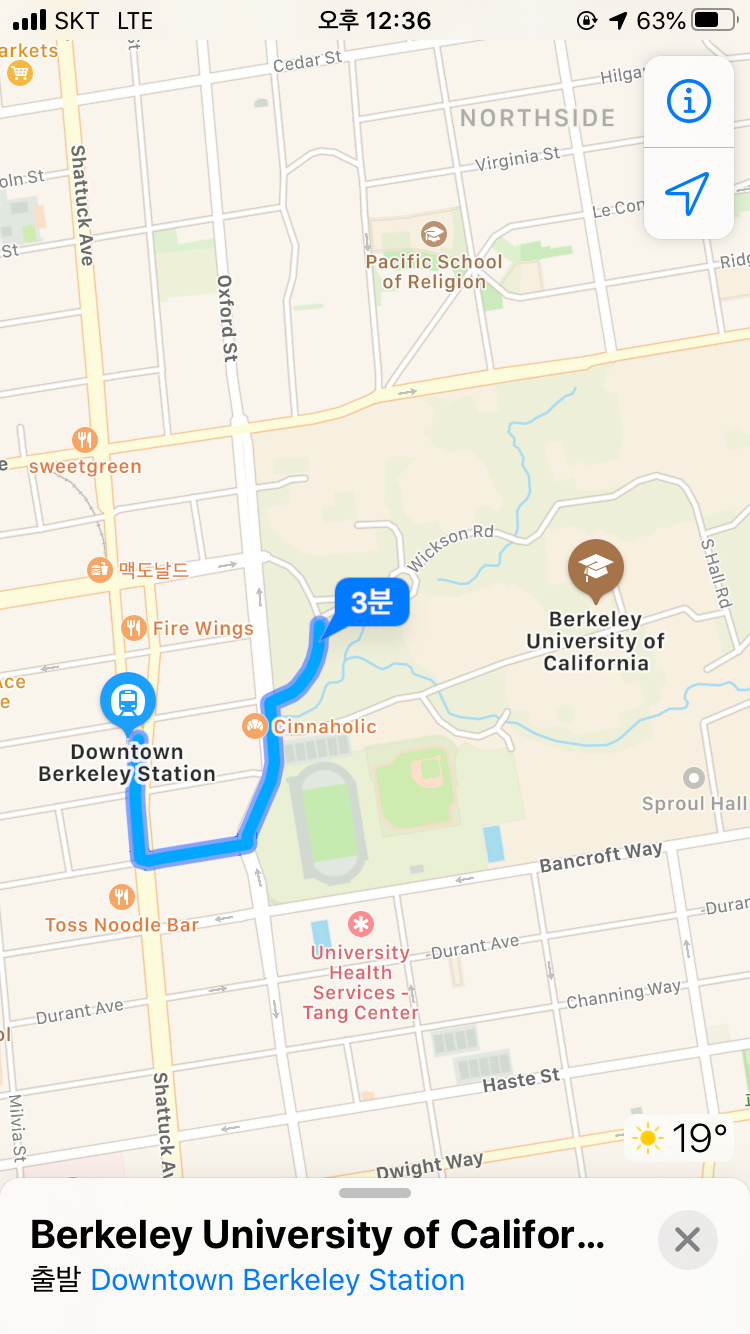 SKT LTE
오후 12:36
63%
arkets
St
Cedar St
Hilga
NORTHSIDE
Virginia St
oln St
Shattuck Ave
Le Con
St
Pacific School
of Religion
Ridg
Oxford St
e
sweetgreen
Wickson Rd
S Hall Rd
맥도날드
3분
Berkeley
University of
California
Fire Wings
Ace
e
Cinnaholic
Downtown
Berkeley Station
Sproul Hall
Bancroft Way
Toss Noodle Bar
Duran
Durant Ave
University
Health
Services -
Tang Center
Channing Way
Durant Ave
ol
Haste St
Milvia St
Shattuck Av
19°
Dwight Way
Berkeley University of Califor...
출발 Downtown Berkeley Station